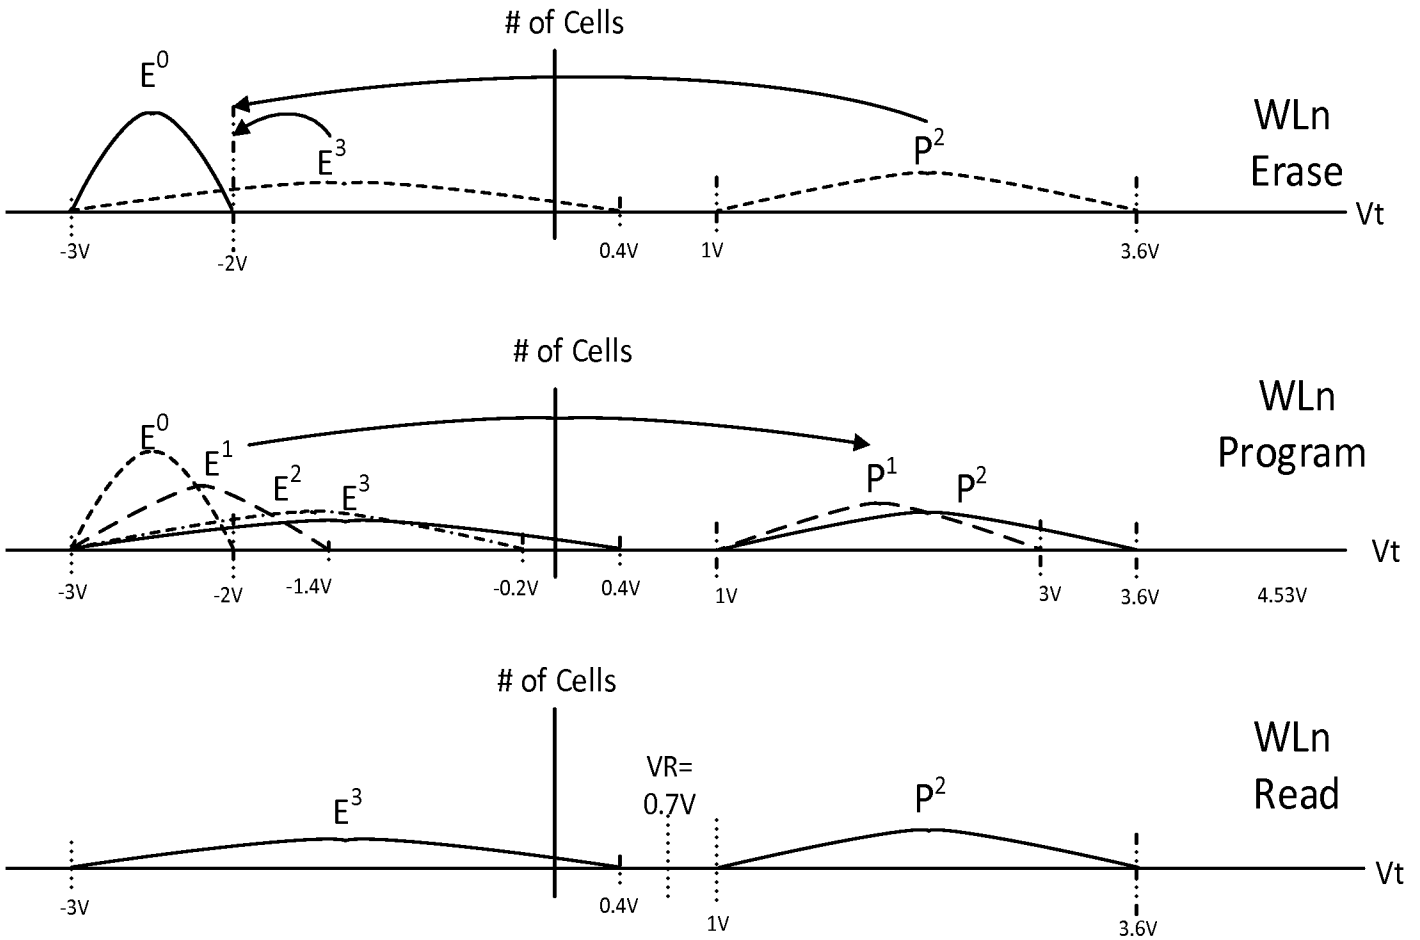 # of Cells
E⁰
E³
P²
WLn
Erase
Vt
-3V
-2V
0.4V
1V
3.6V
# of Cells
WLn
Program
E⁰
E¹
E²
E³
P¹
P²
Vt
-3V
-2V
-1.4V
-0.2V
0.4V
1V
3V
3.6V
4.53V
# of Cells
WLn
Read
VR=
0.7V
E³
P²
Vt
-3V
0.4V
1V
3.6V